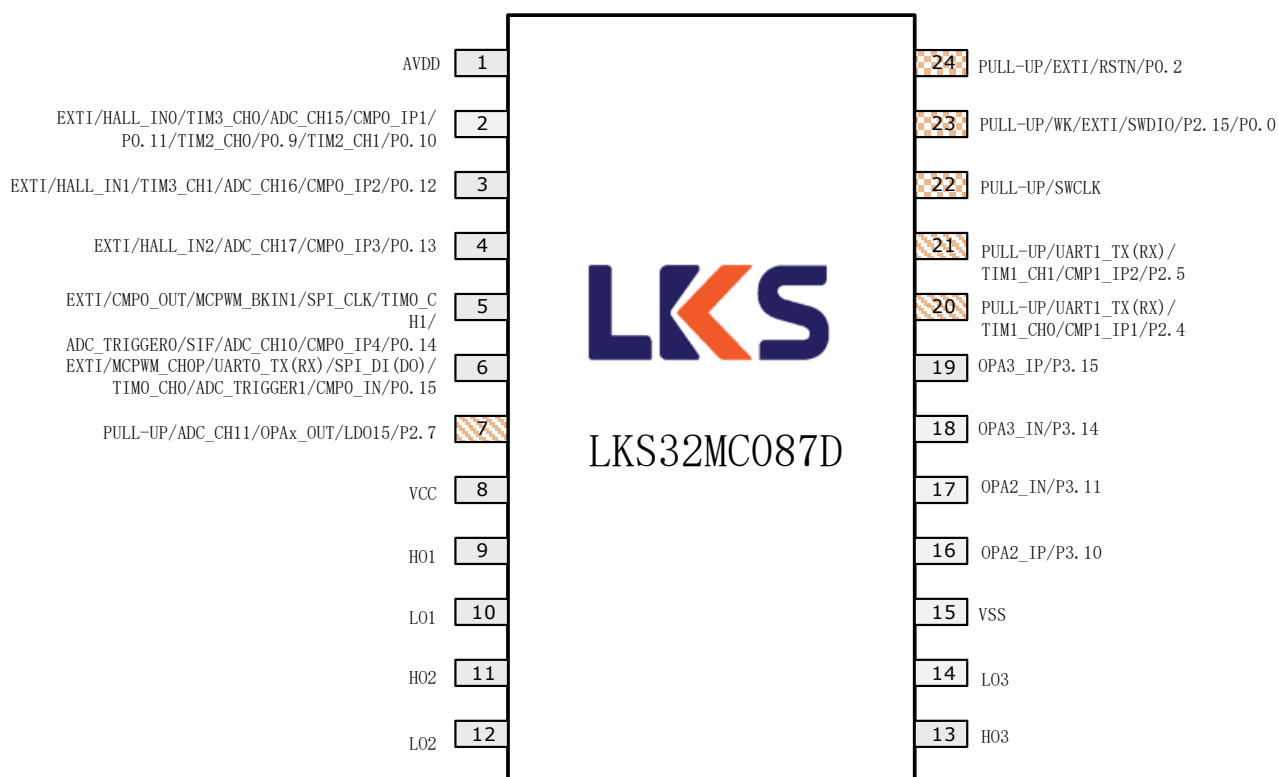 AVDD
1
EXTI/HALL_IN0/TIM3_CH0/ADC_CH15/CMP0_IP1/
P0.11/TIM2_CH0/P0.9/TIM2_CH1/P0.10
2
EXTI/HALL_IN1/TIM3_CH1/ADC_CH16/CMP0_IP2/P0.12
3
EXTI/HALL_IN2/ADC_CH17/CMP0_IP3/P0.13
4
EXTI/CMP0_OUT/MCPWM_BKIN1/SPI_CLK/TIM0_C
H1/
ADC_TRIGGER0/SIF/ADC_CH10/CMP0_IP4/P0.14
5
EXTI/MCPWM_CH0P/UART0_TX(RX)/SPI_DI(DO)/
TIM0_CH0/ADC_TRIGGER1/CMP0_IN/P0.15
6
PULL-UP/ADC_CH11/OPAx_OUT/LDO15/P2.7
7
VCC
8
HO1
9
LO1
10
HO2
11
LO2
12
LKS
LKS32MC087D
24
PULL-UP/EXTI/RSTN/P0.2
23
PULL-UP/WK/EXTI/SWDIO/P2.15/P0.0
22
PULL-UP/SWCLK
21
PULL-UP/UART1_TX(RX)/
TIM1_CH1/CMP1_IP2/P2.5
20
PULL-UP/UART1_TX(RX)/
TIM1_CH0/CMP1_IP1/P2.4
19
OPA3_IP/P3.15
18
OPA3_IN/P3.14
17
OPA2_IN/P3.11
16
OPA2_IP/P3.10
15
VSS
14
LO3
13
HO3